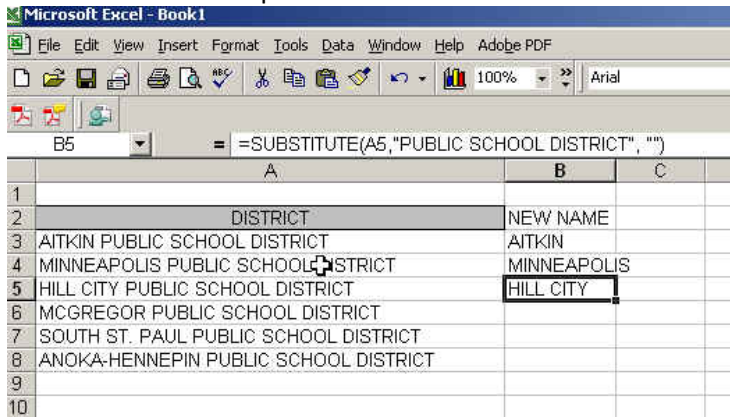 Microsoft Excel - Book1
File Edit View Insert Format Tools Data Window Help Adobe PDF
ABC 100% Arial
B5 = =SUBSTITUTE(A5,"PUBLIC SCHOOL DISTRICT", "")
A B C
1
2 DISTRICT NEW NAME
3 AITKIN PUBLIC SCHOOL DISTRICT AITKIN
4 MINNEAPOLIS PUBLIC SCHOOL DISTRICT MINNEAPOLIS
5 HILL CITY PUBLIC SCHOOL DISTRICT HILL CITY
6 MCGREGOR PUBLIC SCHOOL DISTRICT
7 SOUTH ST. PAUL PUBLIC SCHOOL DISTRICT
8 ANOKA-HENNEPIN PUBLIC SCHOOL DISTRICT
9
10